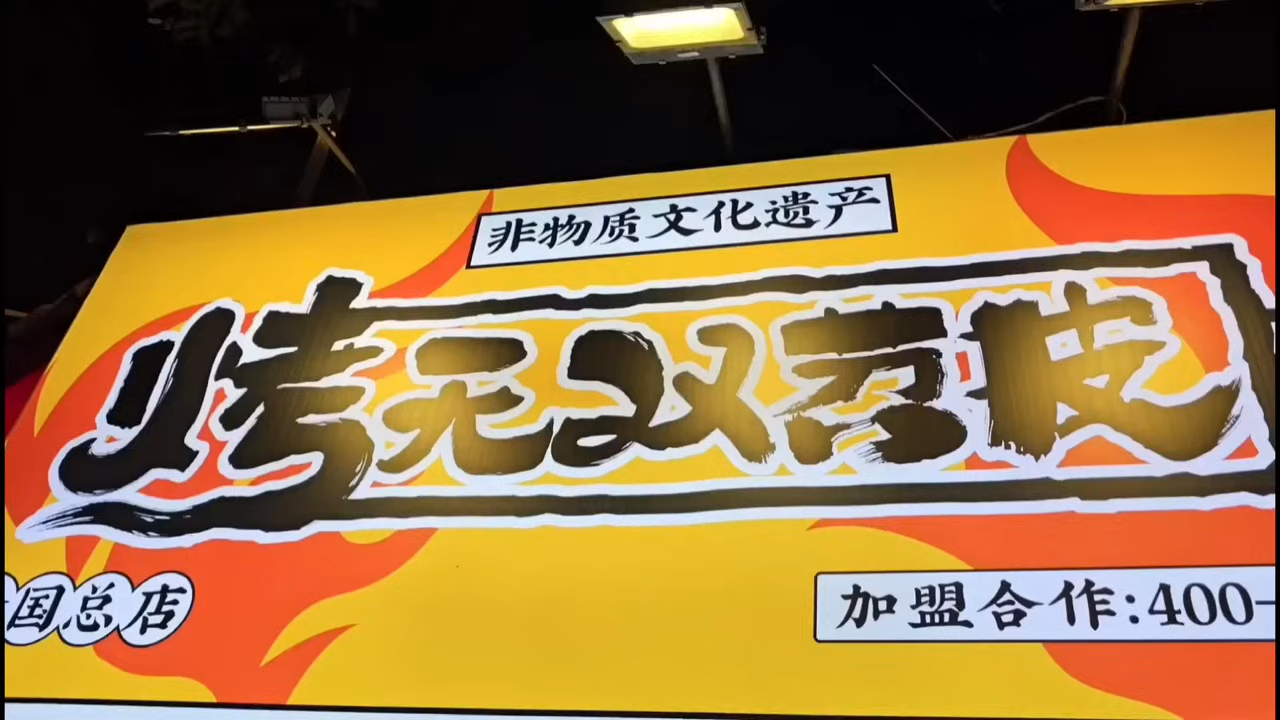 非物质文化遗产
烤无双苕皮
国总店
加盟合作:400-